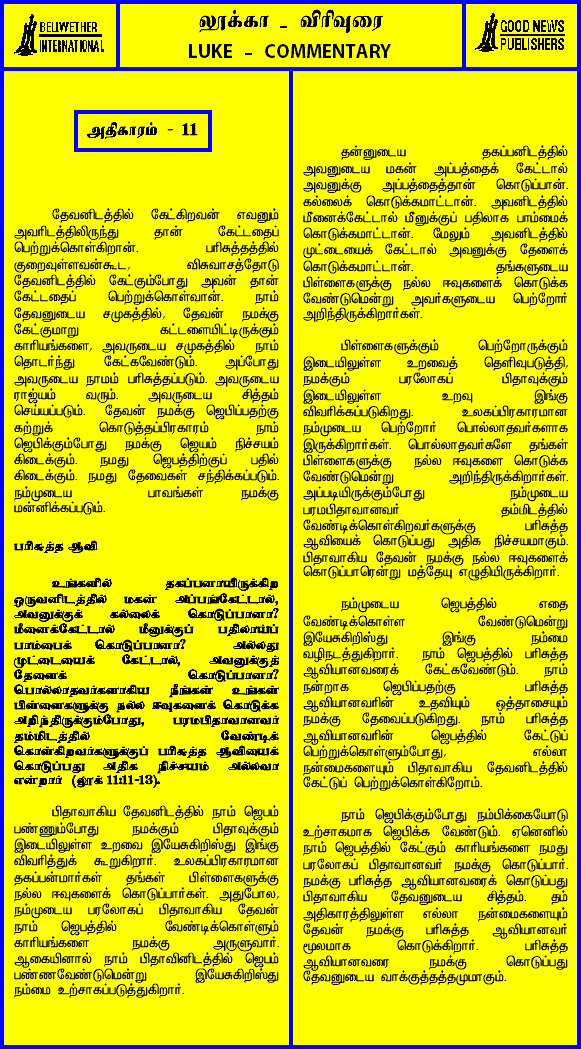 BELLWETHER
INTERNATIONAL
லூக்கா - விரிவுரை
LUKE - COMMENTARY
GOOD NEWS
PUBLISHERS
அதிகாரம் - 11
தேவனிடத்தில் கேட்கிறவன் எவனும்
அவரிடத்திலிருந்து தான் கேட்டதைப்
பெற்றுக்கொள்கிறான். பரிசுத்தத்தில்
குறைவுள்ளவன்கூட, விசுவாசத்தோடு
தேவனிடத்தில் கேட்கும்போது அவன் தான்
கேட்டதைப் பெற்றுக்கொள்வான். நாம்
தேவனுடைய சமுகத்தில், தேவன் நமக்கு
கேட்குமாறு கட்டளையிட்டிருக்கும்
காரியங்களை, அவருடைய சமுகத்தில் நாம்
தொடர்ந்து கேட்கவேண்டும். அப்போது
அவருடைய நாமம் பரிசுத்தப்படும். அவருடைய
ராஜ்யம் வரும். அவருடைய சித்தம்
செய்யப்படும். தேவன் நமக்கு ஜெபிப்பதற்கு
கற்றுக் கொடுத்தப்பிரகாரம் நாம்
ஜெபிக்கும்போது நமக்கு ஜெயம் நிச்சயம்
கிடைக்கும். நமது ஜெபத்திற்குப் பதில்
கிடைக்கும். நமது தேவைகள் சந்திக்கப்படும்.
நம்முடைய பாவங்கள் நமக்கு
மன்னிக்கப்படும்.
பரிசுத்த ஆவி
உங்களில் தகப்பனாயிருக்கிற
ஒருவனிடத்தில் மகன் அப்பங்கேட்டால்,
அவனுக்குக் கல்லைக் கொடுப்பானா?
மீனைக்கேட்டால் மீனுக்குப் பதிலாய்ப்
பாம்பைக் கொடுப்பானா? அல்லது
முட்டையைக் கேட்டால், அவனுக்குத்
தேளைக் கொடுப்பானா?
பொல்லாதவர்களாகிய நீங்கள் உங்கள்
பிள்ளைகளுக்கு நல்ல ஈவுகளைக் கொடுக்க
அறிந்திருக்கும்போது, பரமபிதாவானவர்
தம்மிடத்தில் வேண்டிக்
கொள்கிறவர்களுக்குப் பரிசுத்த ஆவியைக்
கொடுப்பது அதிக நிச்சயம் அல்லவா
என்றார் (லூக் 11:11-13).
பிதாவாகிய தேவனிடத்தில் நாம் ஜெபம்
பண்ணும்போது நமக்கும் பிதாவுக்கும்
இடையிலுள்ள உறவை இயேசுகிறிஸ்து இங்கு
விவரித்துக் கூறுகிறார். உலகப்பிரகாரமான
தகப்பன்மார்கள் தங்கள் பிள்ளைகளுக்கு
நல்ல ஈவுகளைக் கொடுப்பார்கள். அதுபோல,
நம்முடைய பரலோகப் பிதாவாகிய தேவன்
நாம் ஜெபத்தில் வேண்டிக்கொள்ளும்
காரியங்களை நமக்கு அருளுவார்.
ஆகையினால் நாம் பிதாவினிடத்தில் ஜெபம்
பண்ணவேண்டுமென்று இயேசுகிறிஸ்து
நம்மை உற்சாகப்படுத்துகிறார்.
தன்னுடைய தகப்பனிடத்தில்
அவனுடைய மகன் அப்பத்தைக் கேட்டால்
அவனுக்கு அப்பத்தைத்தான் கொடுப்பான்.
கல்லைக் கொடுக்கமாட்டான். அவனிடத்தில்
மீனைக்கேட்டால் மீனுக்குப் பதிலாக பாம்மைக்
கொடுக்கமாட்டான். மேலும் அவனிடத்தில்
முட்டையைக் கேட்டால் அவனுக்கு தேளைக்
கொடுக்கமாட்டான். தங்களுடைய
பிள்ளைகளுக்கு நல்ல ஈவுகளைக் கொடுக்க
வேண்டுமென்று அவர்களுடைய பெற்றோர்
அறிந்திருக்கிறார்கள்.
பிள்ளைகளுக்கும் பெற்றோருக்கும்
இடையிலுள்ள உறவைத் தெளிவுபடுத்தி,
நமக்கும் பரலோகப் பிதாவுக்கும்
இடையிலுள்ள உறவு இங்கு
விவரிக்கப்படுகிறது. உலகப்பிரகாரமான
நம்முடைய பெற்றோர் பொல்லாதவர்களாக
இருக்கிறார்கள். பொல்லாதவர்களே தங்கள்
பிள்ளைகளுக்கு நல்ல ஈவுகளை கொடுக்க
வேண்டுமென்று அறிந்திருக்கிறார்கள்.
அப்படியிருக்கும்போது நம்முடைய
பரமபிதாவானவர் தம்மிடத்தில்
வேண்டிக்கொள்கிறவர்களுக்கு பரிசுத்த
ஆவியைக் கொடுப்பது அதிக நிச்சயமாகும்.
பிதாவாகிய தேவன் நமக்கு நல்ல ஈவுகளைக்
கொடுப்பாரென்று மத்தேயு எழுதியிருக்கிறார்.
நம்முடைய ஜெபத்தில் எதை
வேண்டிக்கொள்ள வேண்டுமென்று
இயேசுகிறிஸ்து இங்கு நம்மை
வழிநடத்துகிறார். நாம் ஜெபத்தில் பரிசுத்த
ஆவியானவரைக் கேட்கவேண்டும். நாம்
நன்றாக ஜெபிப்பதற்கு பரிசுத்த
ஆவியானவரின் உதவியும் ஒத்தாசையும்
நமக்கு தேவைப்படுகிறது. நாம் பரிசுத்த
ஆவியானவரின் ஜெபத்தில் கேட்டுப்
பெற்றுக்கொள்ளும்போது, எல்லா
நன்மைகளையும் பிதாவாகிய தேவனிடத்தில்
கேட்டுப் பெற்றுக்கொள்கிறோம்.
நாம் ஜெபிக்கும்போது நம்பிக்கையோடு
உற்சாகமாக ஜெபிக்க வேண்டும். ஏனெனில்
நாம் ஜெபத்தில் கேட்கும் காரியங்களை நமது
பரலோகப் பிதாவானவர் நமக்கு கொடுப்பார்.
நமக்கு பரிசுத்த ஆவியானவரைக் கொடுப்பது
பிதாவாகிய தேவனுடைய சித்தம். தம்
அதிகாரத்திலுள்ள எல்லா நன்மைகளையும்
தேவன் நமக்கு பரிசுத்த ஆவியானவர்
மூலமாக கொடுக்கிறார். பரிசுத்த
ஆவியானவரை நமக்கு கொடுப்பது
தேவனுடைய வாக்குத்தத்தமுமாகும்.